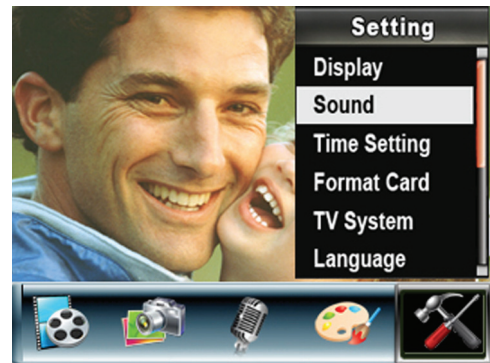 Setting
Display
Sound
Time Setting
Format Card
TV System
Language